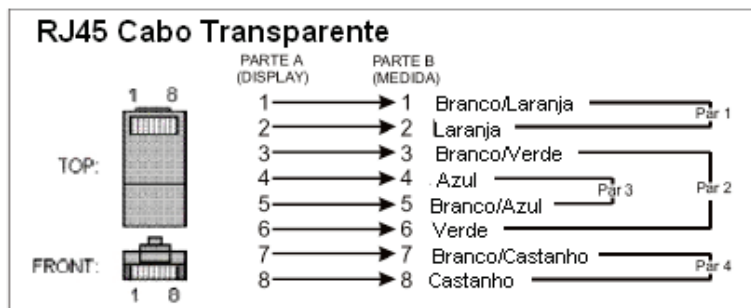 RJ45 Cabo Transparente
PARTE A PARTE B
(DISPLAY) (MEDIDA)
1 8
1 1 Branco/Laranja
Par 1
2 2 Laranja
3 3 Branco/Verde
TOP:
4 4 Azul
Par 3 Par 2
5 5 Branco/Azul
6 6 Verde
7 7 Branco/Castanho
FRONT:
Par 4
8 8 Castanho
1 8